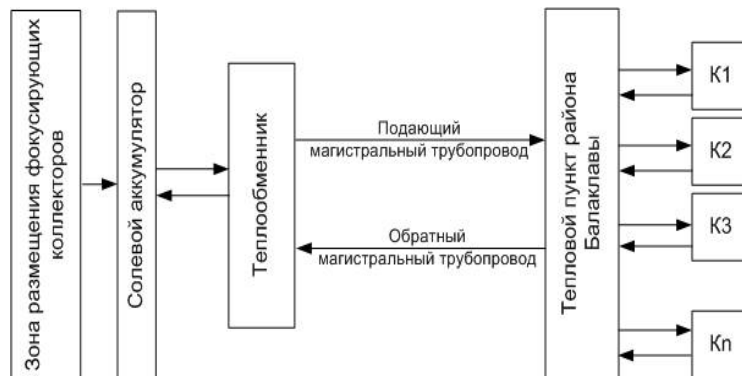 Зона размещения фокусирующих
коллекторов
Солевой аккумулятор
Теплообменник
Подающий
магистральный трубопровод
Обратный
магистральный трубопровод
Тепловой пункт района
Балаклавы
К1
К2
К3
Кn